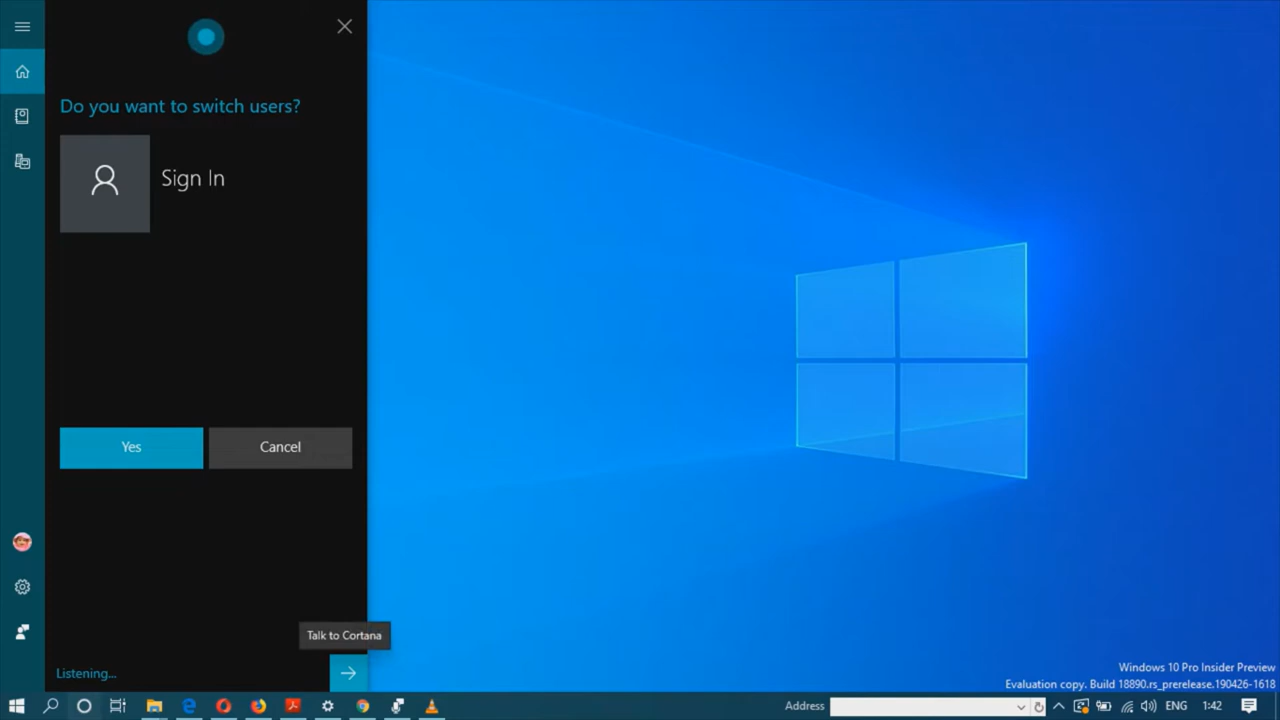 Do you want to switch users?
Sign In
Yes
Cancel
Talk to Cortana
Listening...
Windows 10 Pro Insider Preview
Evaluation copy. Build 18890.rs_prerelease.190426-1618
Address
ENG
1:42